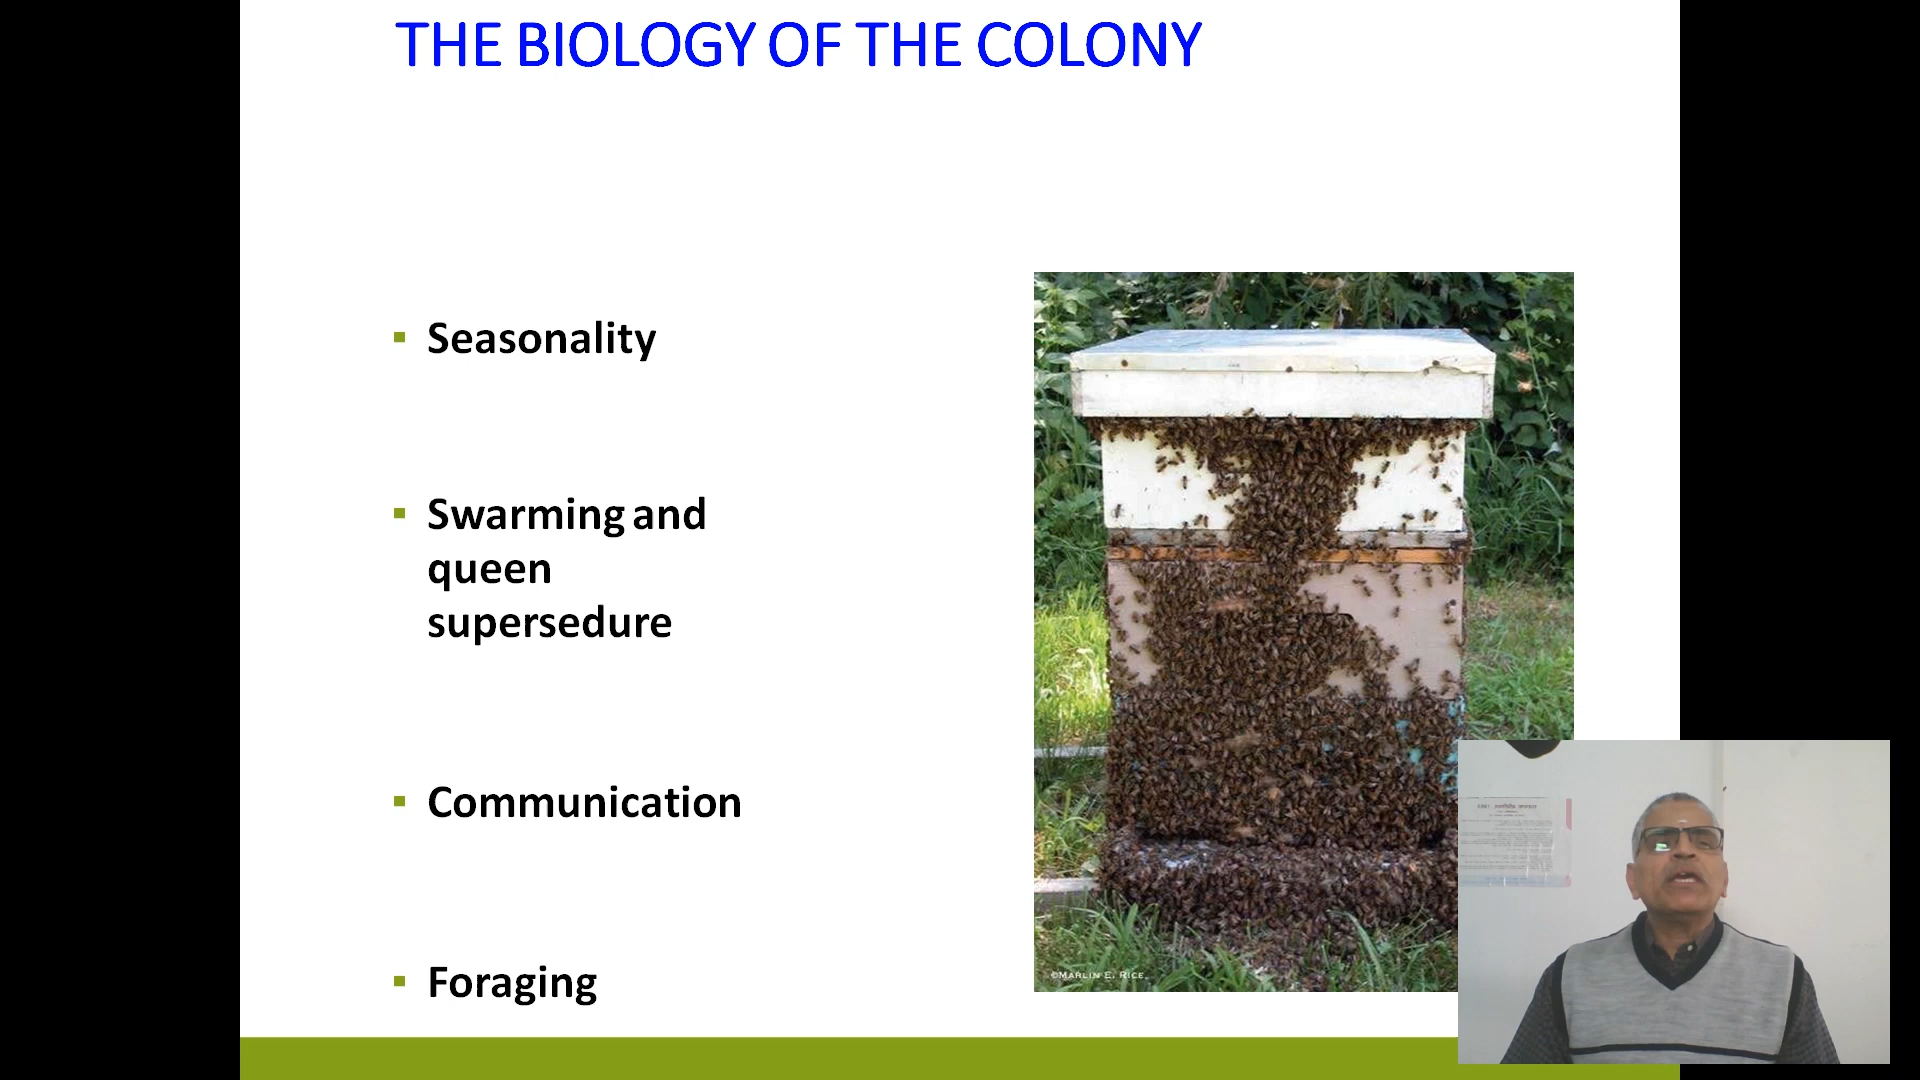 THE BIOLOGY OF THE COLONY
▪ Seasonality
▪ Swarming and
queen
supersedure
▪ Communication
▪ Foraging
©MARLIN E. RICE